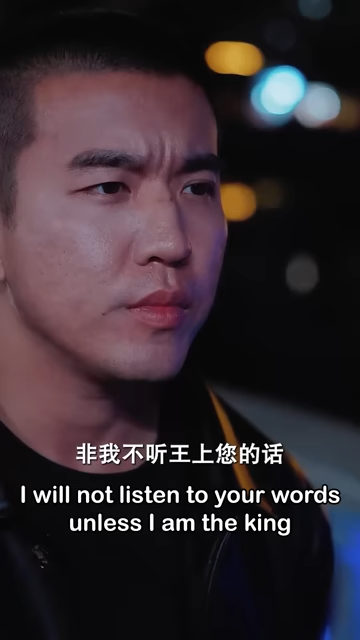 非我不听王上您的话
I will not listen to your words
unless I am the king